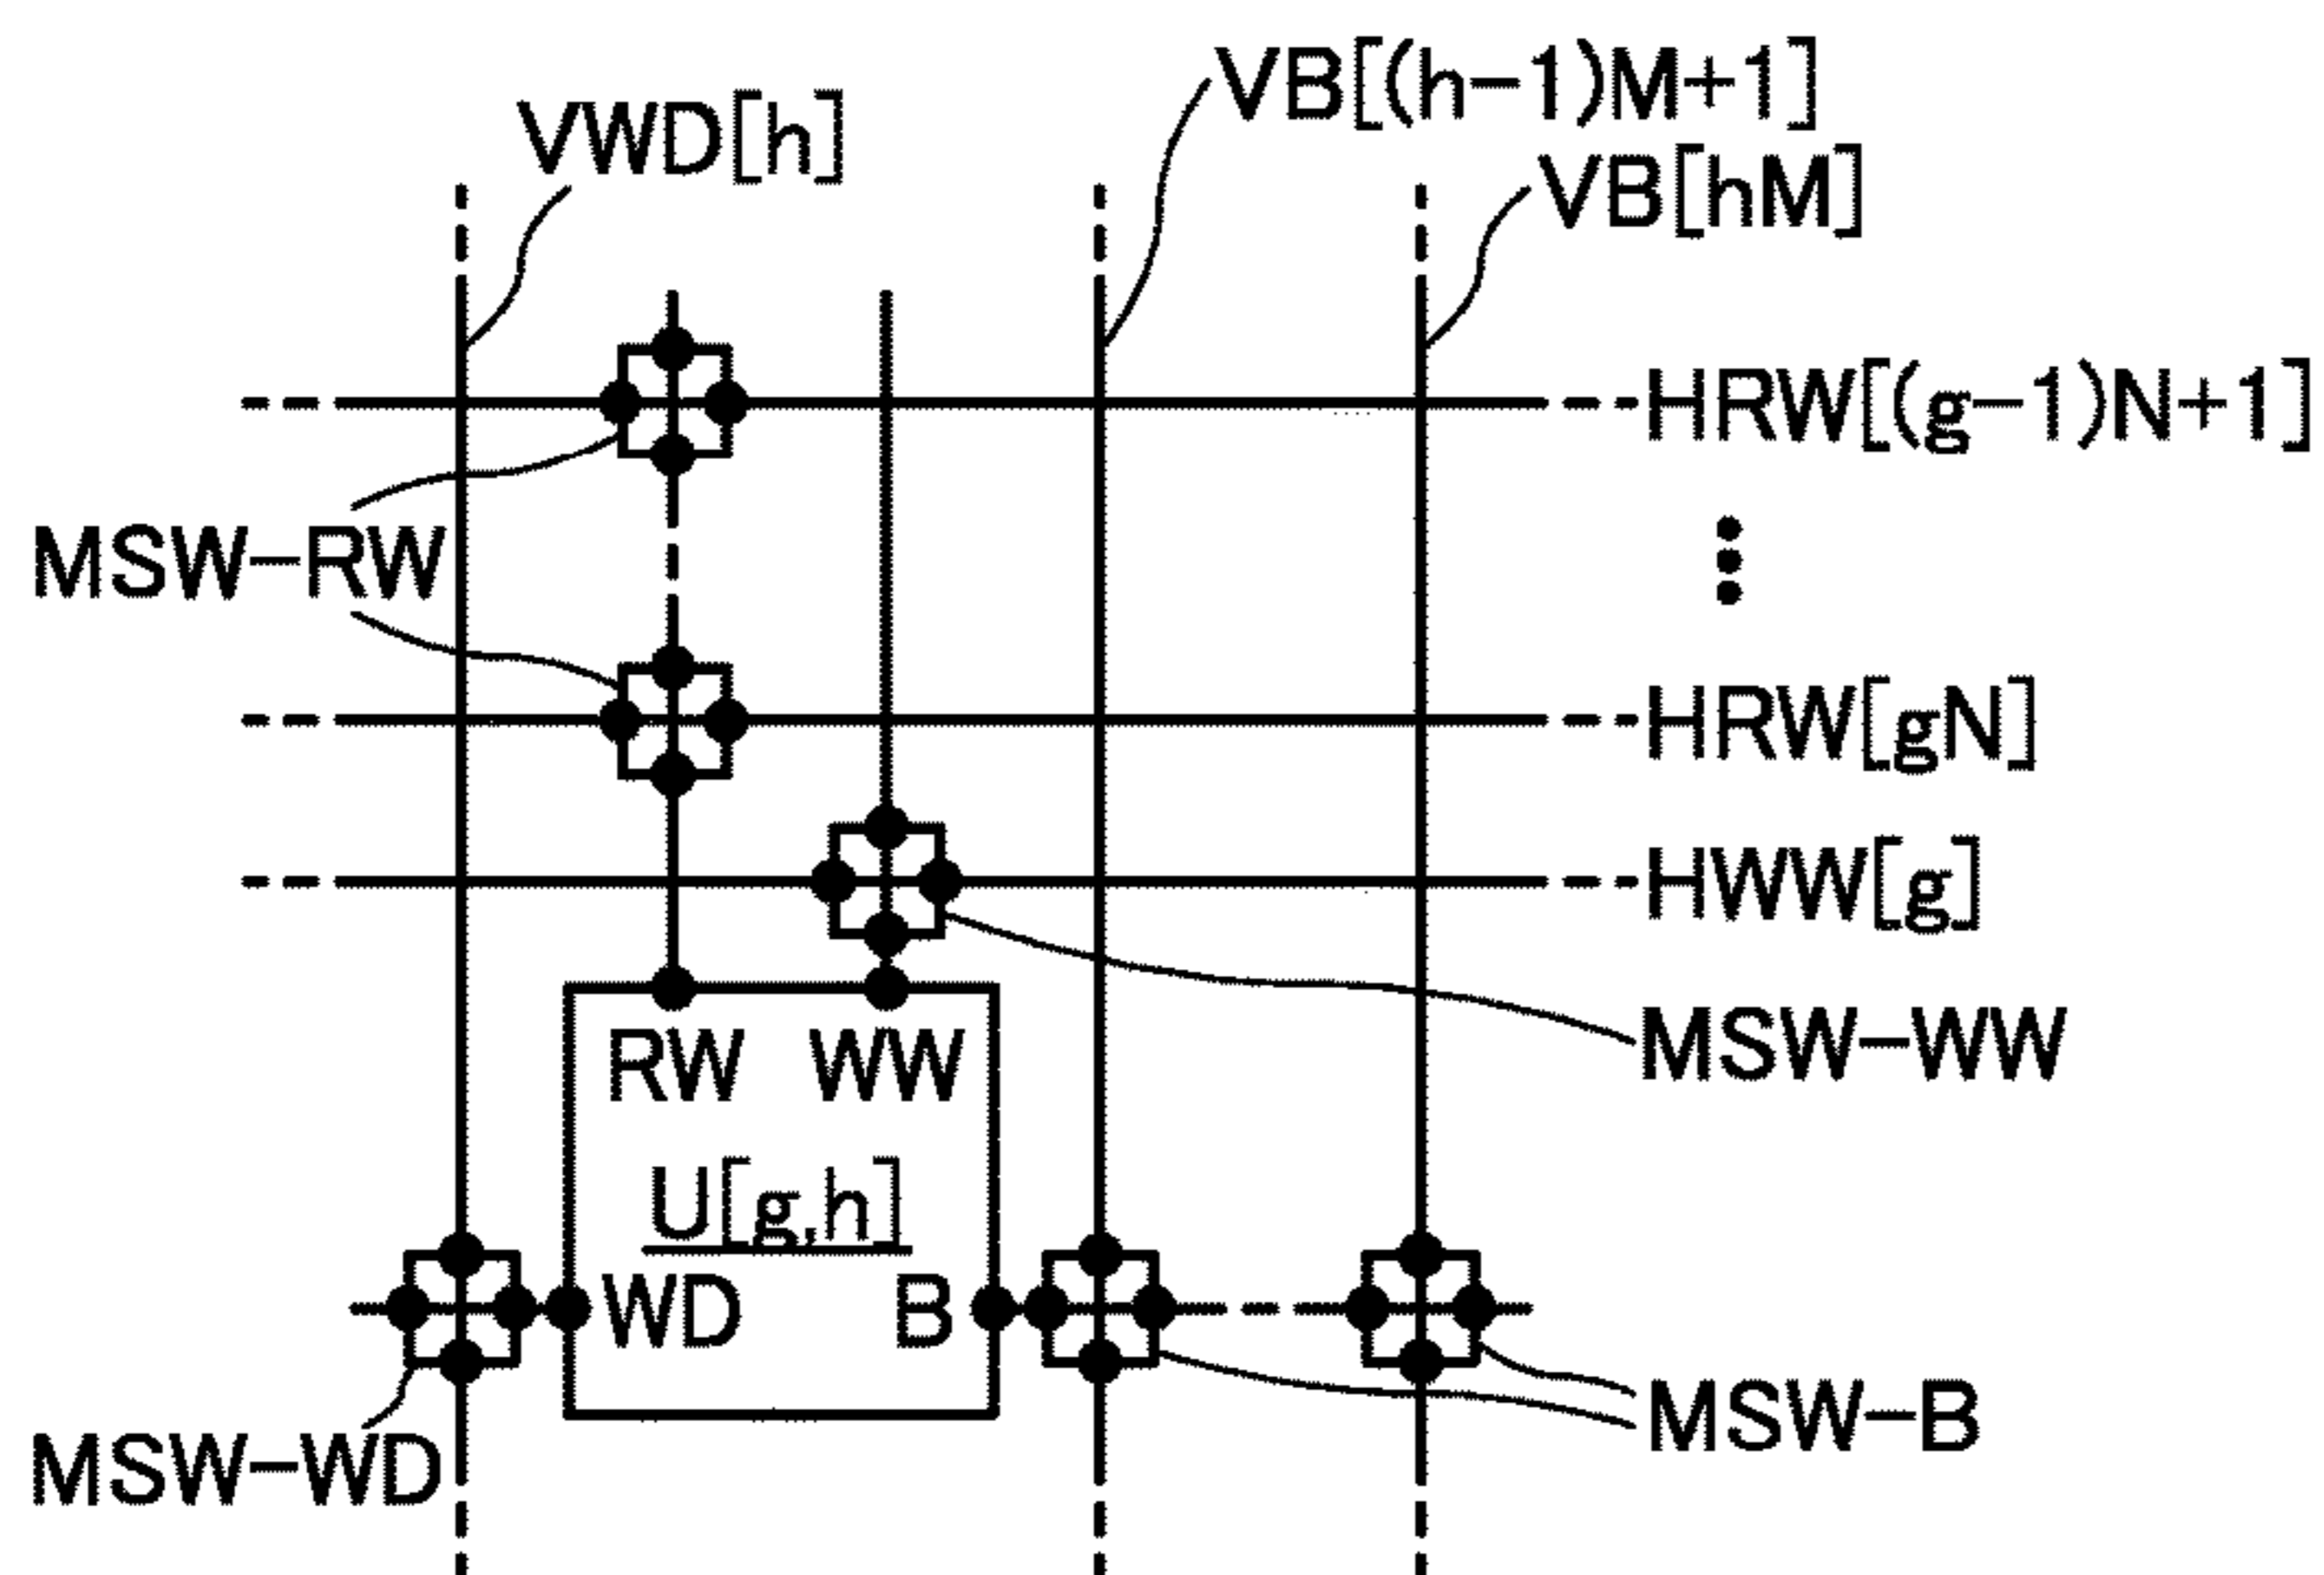 VB[(h-1)M+1]
VWD[h]
VB[hM]
HRW[(g-1)N+1]
MSW-RW
HRW[gN]
HWW[g]
MSW-WW
RW WW
U[g,h]
WD B
MSW-B
MSW-WD